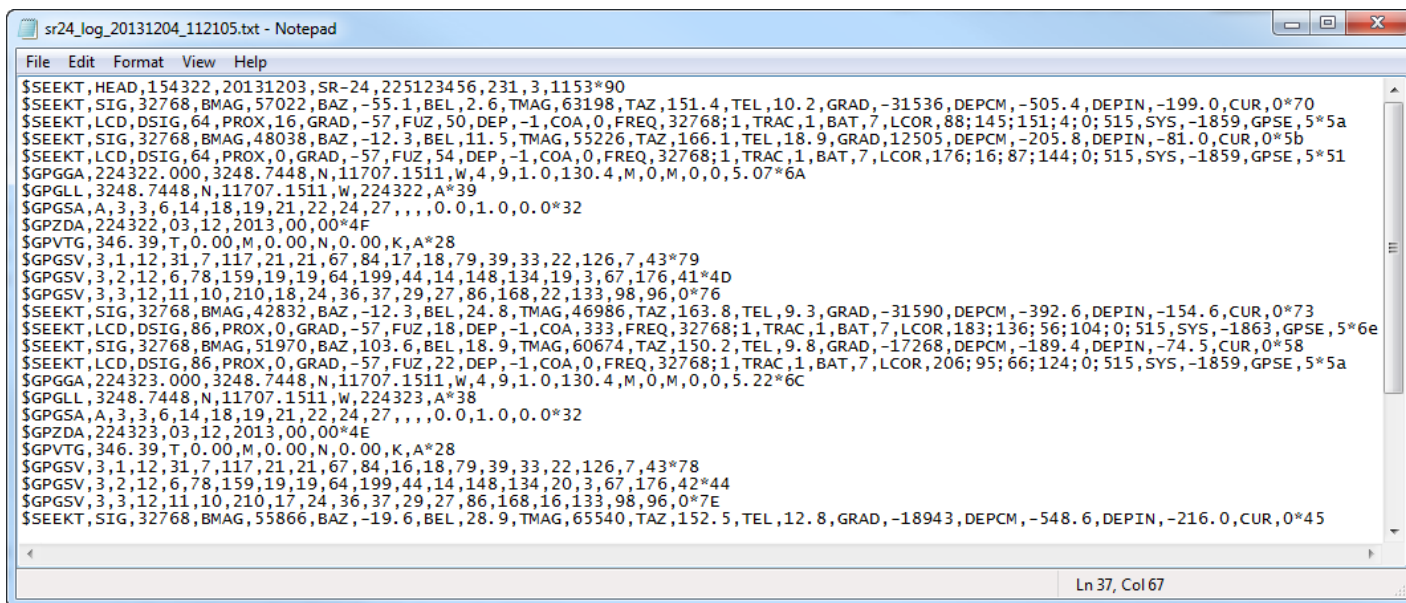 sr24_log_20131204_112105.txt - Notepad
File Edit Format View Help
$SEEKT,HEAD,154322,20131203,SR-24,225123456,231,3,1153*90
$SEEKT,SIG,32768,BMAG,57022,BAZ,-55.1,BEL,2.6,TMAG,63198,TAZ,151.4,TEL,10.2,GRAD,-31536,DEPCM,-505.4,DEPIN,-199.0,CUR,0*70
$SEEKT,LCD,DSIG,64,PROX,16,GRAD,-57,FUZ,50,DEP,-1,COA,0,FREQ,32768;1,TRAC,1,BAT,7,LCOR,88;145;151;4;0;515,SYS,-1859,GPSE,5*5a
$SEEKT,SIG,32768,BMAG,48038,BAZ,-12.3,BEL,11.5,TMAG,55226,TAZ,166.1,TEL,18.9,GRAD,12505,DEPCM,-205.8,DEPIN,-81.0,CUR,0*5b
$SEEKT,LCD,DSIG,64,PROX,0,GRAD,-57,FUZ,54,DEP,-1,COA,0,FREQ,32768;1,TRAC,1,BAT,7,LCOR,176;16;87;144;0;515,SYS,-1859,GPSE,5*51
$GPGGA,224322.000,3248.7448,N,11707.1511,W,4,9,1.0,130.4,M,0,M,0,0,5.07*6A
$GPGLL,3248.7448,N,11707.1511,W,224322,A*39
$GPGSA,A,3,3,6,14,18,19,21,22,24,27,,,,0.0,1.0,0.0*32
$GPZDA,224322,03,12,2013,00,00*4F
$GPVTG,346.39,T,0.00,M,0.00,N,0.00,K,A*28
$GPGSV,3,1,12,31,7,117,21,21,67,84,17,18,79,39,33,22,126,7,43*79
$GPGSV,3,2,12,6,78,159,19,19,64,199,44,14,148,134,19,3,67,176,41*4D
$GPGSV,3,3,12,11,10,210,18,24,36,37,29,27,86,168,22,133,98,96,0*76
$SEEKT,SIG,32768,BMAG,42832,BAZ,-12.3,BEL,24.8,TMAG,46986,TAZ,163.8,TEL,9.3,GRAD,-31590,DEPCM,-392.6,DEPIN,-154.6,CUR,0*73
$SEEKT,LCD,DSIG,86,PROX,0,GRAD,-57,FUZ,18,DEP,-1,COA,333,FREQ,32768;1,TRAC,1,BAT,7,LCOR,183;136;56;104;0;515,SYS,-1863,GPSE,5*6e
$SEEKT,SIG,32768,BMAG,51970,BAZ,103.6,BEL,18.9,TMAG,60674,TAZ,150.2,TEL,9.8,GRAD,-17268,DEPCM,-189.4,DEPIN,-74.5,CUR,0*58
$SEEKT,LCD,DSIG,86,PROX,0,GRAD,-57,FUZ,22,DEP,-1,COA,0,FREQ,32768;1,TRAC,1,BAT,7,LCOR,206;95;66;124;0;515,SYS,-1859,GPSE,5*5a
$GPGGA,224323.000,3248.7448,N,11707.1511,W,4,9,1.0,130.4,M,0,M,0,0,5.22*6C
$GPGLL,3248.7448,N,11707.1511,W,224323,A*38
$GPGSA,A,3,3,6,14,18,19,21,22,24,27,,,,0.0,1.0,0.0*32
$GPZDA,224323,03,12,2013,00,00*4E
$GPVTG,346.39,T,0.00,M,0.00,N,0.00,K,A*28
$GPGSV,3,1,12,31,7,117,21,21,67,84,16,18,79,39,33,22,126,7,43*78
$GPGSV,3,2,12,6,78,159,19,19,64,199,44,14,148,134,20,3,67,176,42*44
$GPGSV,3,3,12,11,10,210,17,24,36,37,29,27,86,168,16,133,98,96,0*7E
$SEEKT,SIG,32768,BMAG,55866,BAZ,-19.6,BEL,28.9,TMAG,65540,TAZ,152.5,TEL,12.8,GRAD,-18943,DEPCM,-548.6,DEPIN,-216.0,CUR,0*45
Ln 37, Col 67